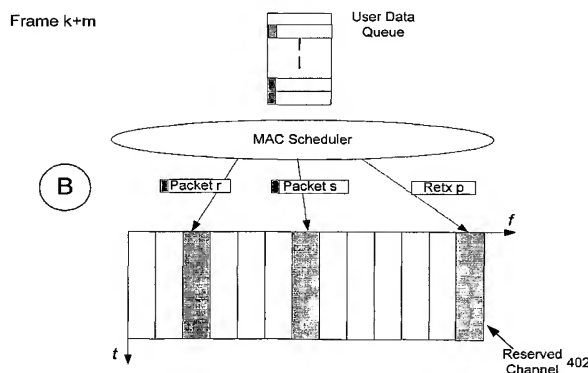 Frame k+m
User Data
Queue
MAC Scheduler
B
Packet r
Packet s
Retx p
f
t
Reserved
Channel 402